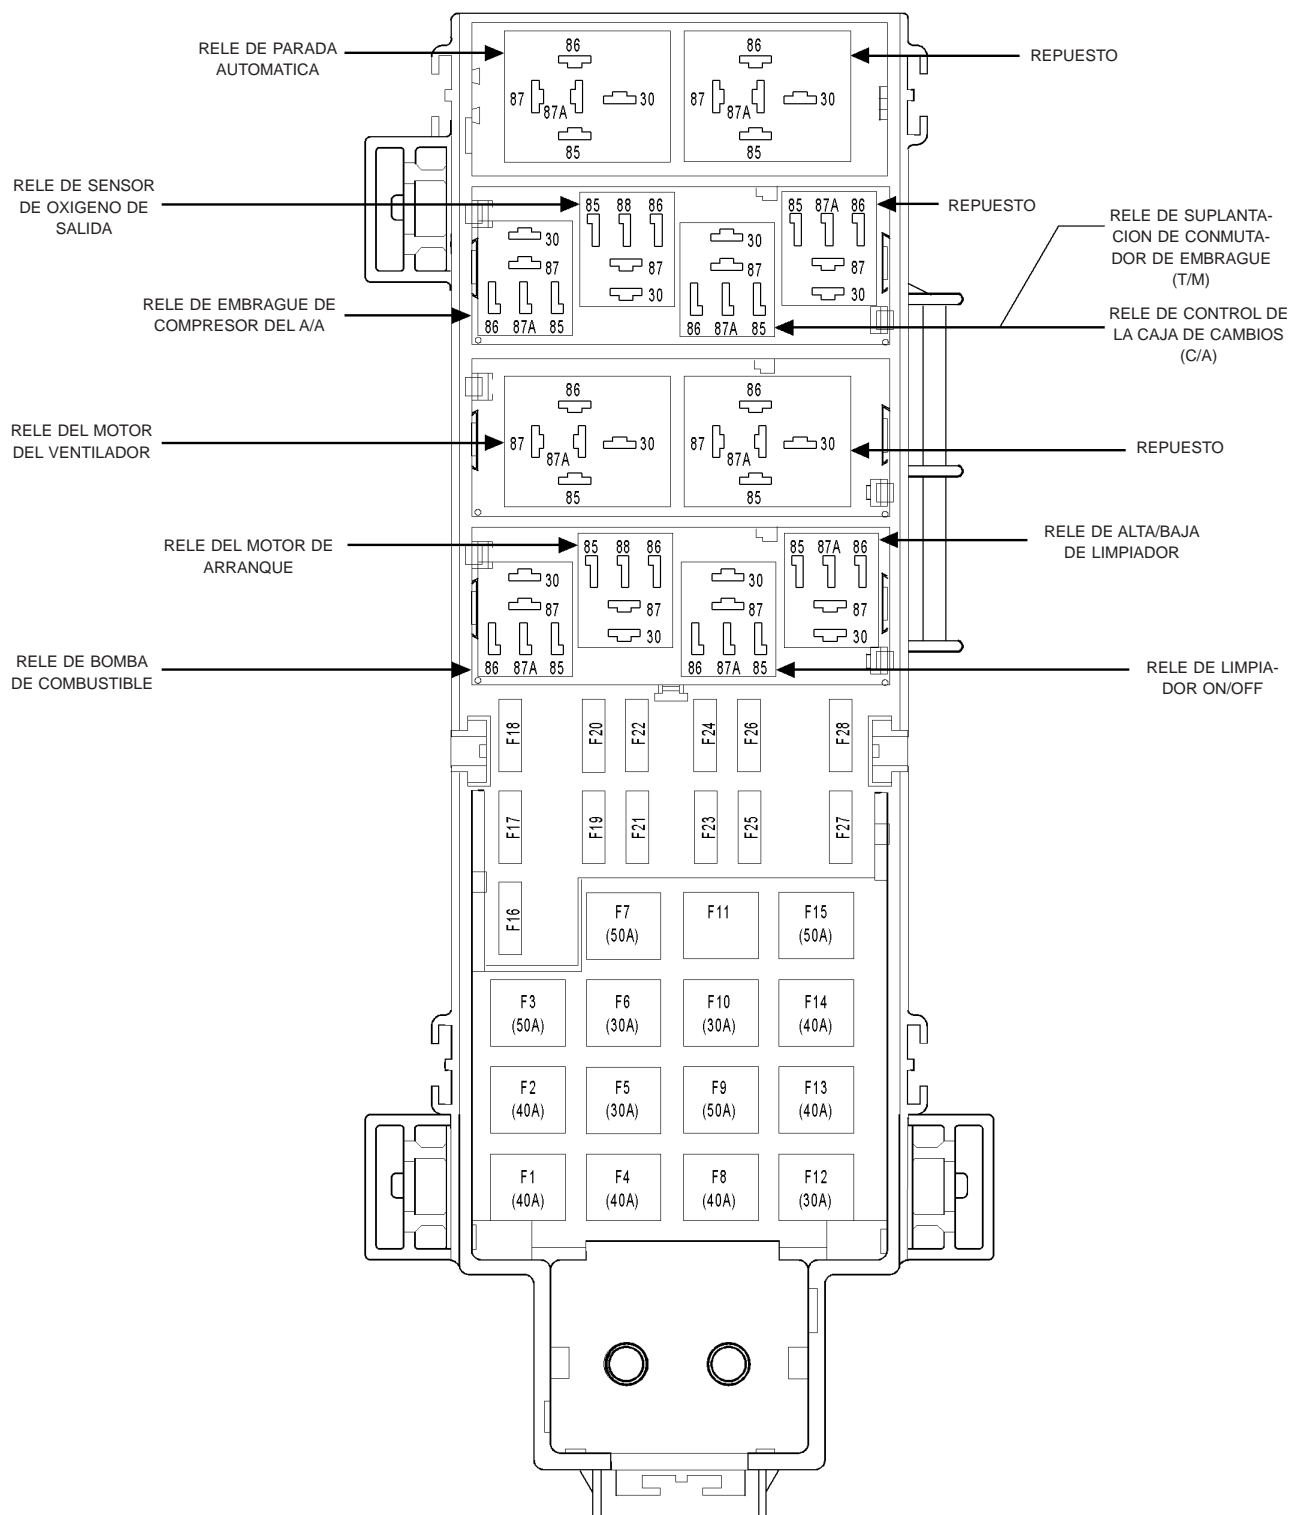 RELE DE PARADA
AUTOMATICA
86
87
87A
30
85
86
87
87A
30
85
REPUESTO
RELE DE SENSOR
DE OXIGENO DE
SALIDA
85 88 86
87
30
85 87A 86
87
30
REPUESTO
RELE DE SUPLANTA-
CION DE CONMUTA-
DOR DE EMBRAGUE
(T/M)
30
87
86 87A 85
30
87
86 87A 85
RELE DE EMBRAGUE DE
COMPRESOR DEL A/A
RELE DE CONTROL DE
LA CAJA DE CAMBIOS
(C/A)
RELE DEL MOTOR
DEL VENTILADOR
86
87
87A
30
85
86
87
87A
30
85
REPUESTO
RELE DEL MOTOR DE
ARRANQUE
85 88 86
87
30
85 87A 86
87
30
RELE DE ALTA/BAJA
DE LIMPIADOR
RELE DE BOMBA
DE COMBUSTIBLE
30
87
86 87A 85
30
87
86 87A 85
RELE DE LIMPIA-
DOR ON/OFF
F18 F20 F22 F24 F26 F28
F17 F19 F21 F23 F25 F27
F16
F7
(50A)
F11
F15
(50A)
F3
(50A)
F6
(30A)
F10
(30A)
F14
(40A)
F2
(40A)
F5
(30A)
F9
(50A)
F13
(40A)
F1
(40A)
F4
(40A)
F8
(40A)
F12
(30A)